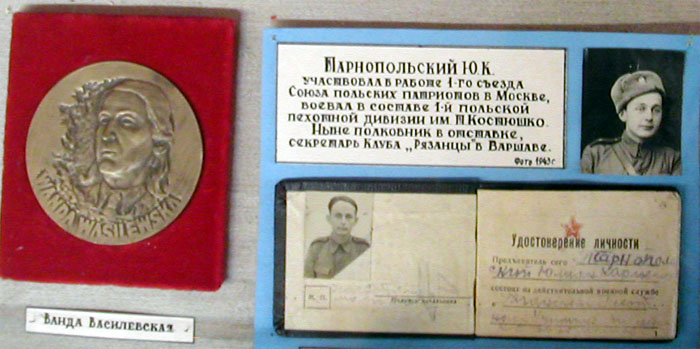 WANDA WASILEWSKA
ВАНДА ВАСИЛЕВСКАЯ
ТАРНОПОЛЬСКИЙ Ю.К.
УЧАСТВОВАЛ В РАБОТЕ 1-ГО СЪЕЗДА
СОЮЗА ПОЛЬСКИХ ПАТРИОТОВ В МОСКВЕ,
ВОЕВАЛ В СОСТАВЕ 1-Й ПОЛЬСКОЙ
ПЕХОТНОЙ ДИВИЗИИ ИМ. Т. КОСТЮШКО.
НЫНЕ ПОЛКОВНИК В ОТСТАВКЕ,
СЕКРЕТАРЬ КЛУБА „РЯЗАНЦЫ" В ВАРШАВЕ.
Фото 1943 г.
М. П.
Удостоверение личности
Предъявитель сего Тарнополь
ский
состоит на действительной военной службе